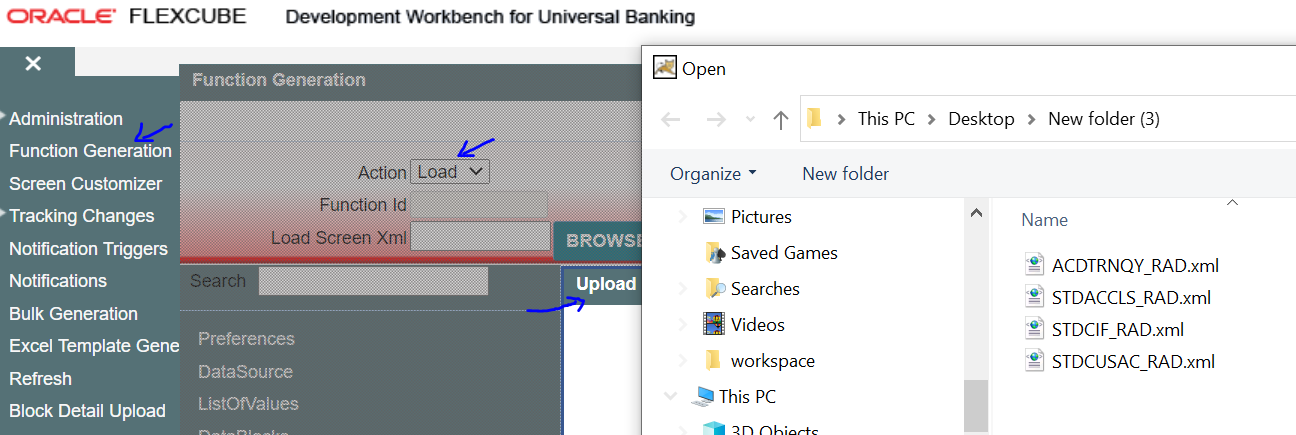 ORACLE FLEXCUBE Development Workbench for Universal Banking
Administration
Function Generation
Screen Customizer
Tracking Changes
Notification Triggers
Notifications
Bulk Generation
Excel Template Gene
Refresh
Block Detail Upload
Function Generation
Action Load
Function Id
Load Screen Xml BROWSE
Search
Upload
Preferences
DataSource
ListOfValues
DataBlocks
Open
This PC > Desktop > New folder (3)
Organize New folder
Pictures
Saved Games
Searches
Videos
workspace
This PC
3D Objects
Name
ACDTRNQY_RAD.xml
STDACCLS_RAD.xml
STDCIF_RAD.xml
STDCUSAC_RAD.xml